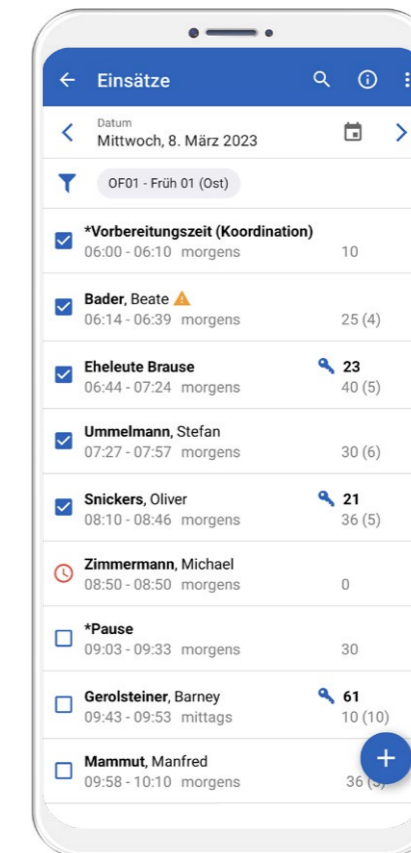 Einsätze
Datum
Mittwoch, 8. März 2023
OF01 - Früh 01 (Ost)
*Vorbereitungszeit (Koordination)
06:00 - 06:10 morgens 10
Bader, Beate
06:14 - 06:39 morgens 25 (4)
Eheleute Brause 23
06:44 - 07:24 morgens 40 (5)
Ummelmann, Stefan
07:27 - 07:57 morgens 30 (6)
Snickers, Oliver 21
08:10 - 08:46 morgens 36 (5)
Zimmermann, Michael
08:50 - 08:50 morgens 0
*Pause
09:03 - 09:33 morgens 30
Gerolsteiner, Barney 61
09:43 - 09:53 mittags 10 (10)
Mammut, Manfred
09:58 - 10:10 morgens 36